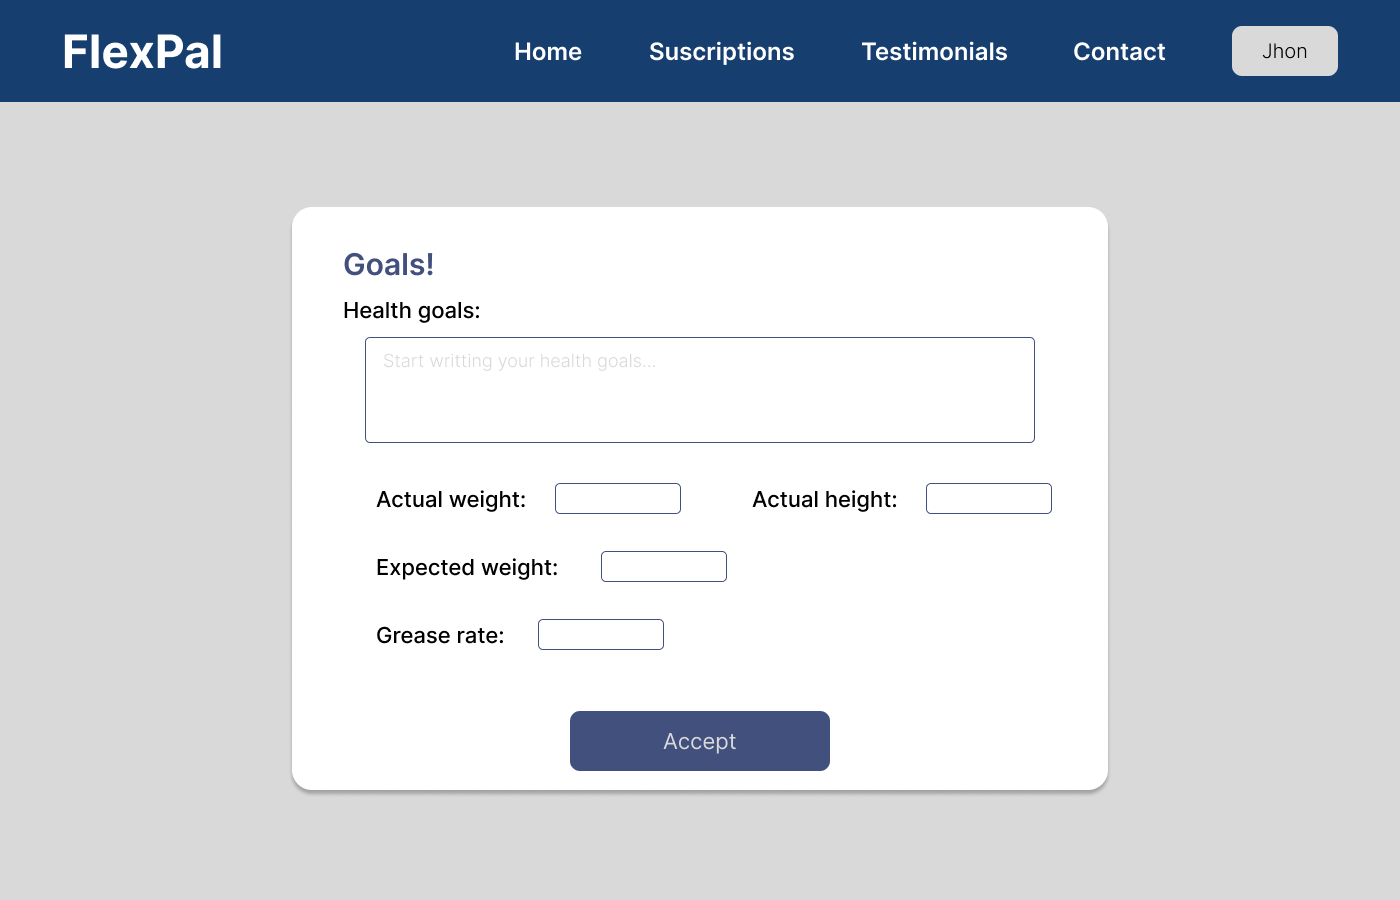 FlexPal Home Suscriptions Testimonials Contact Jhon
Goals!
Health goals:
Start writting your health goals...
Actual weight: Actual height:
Expected weight:
Grease rate:
Accept